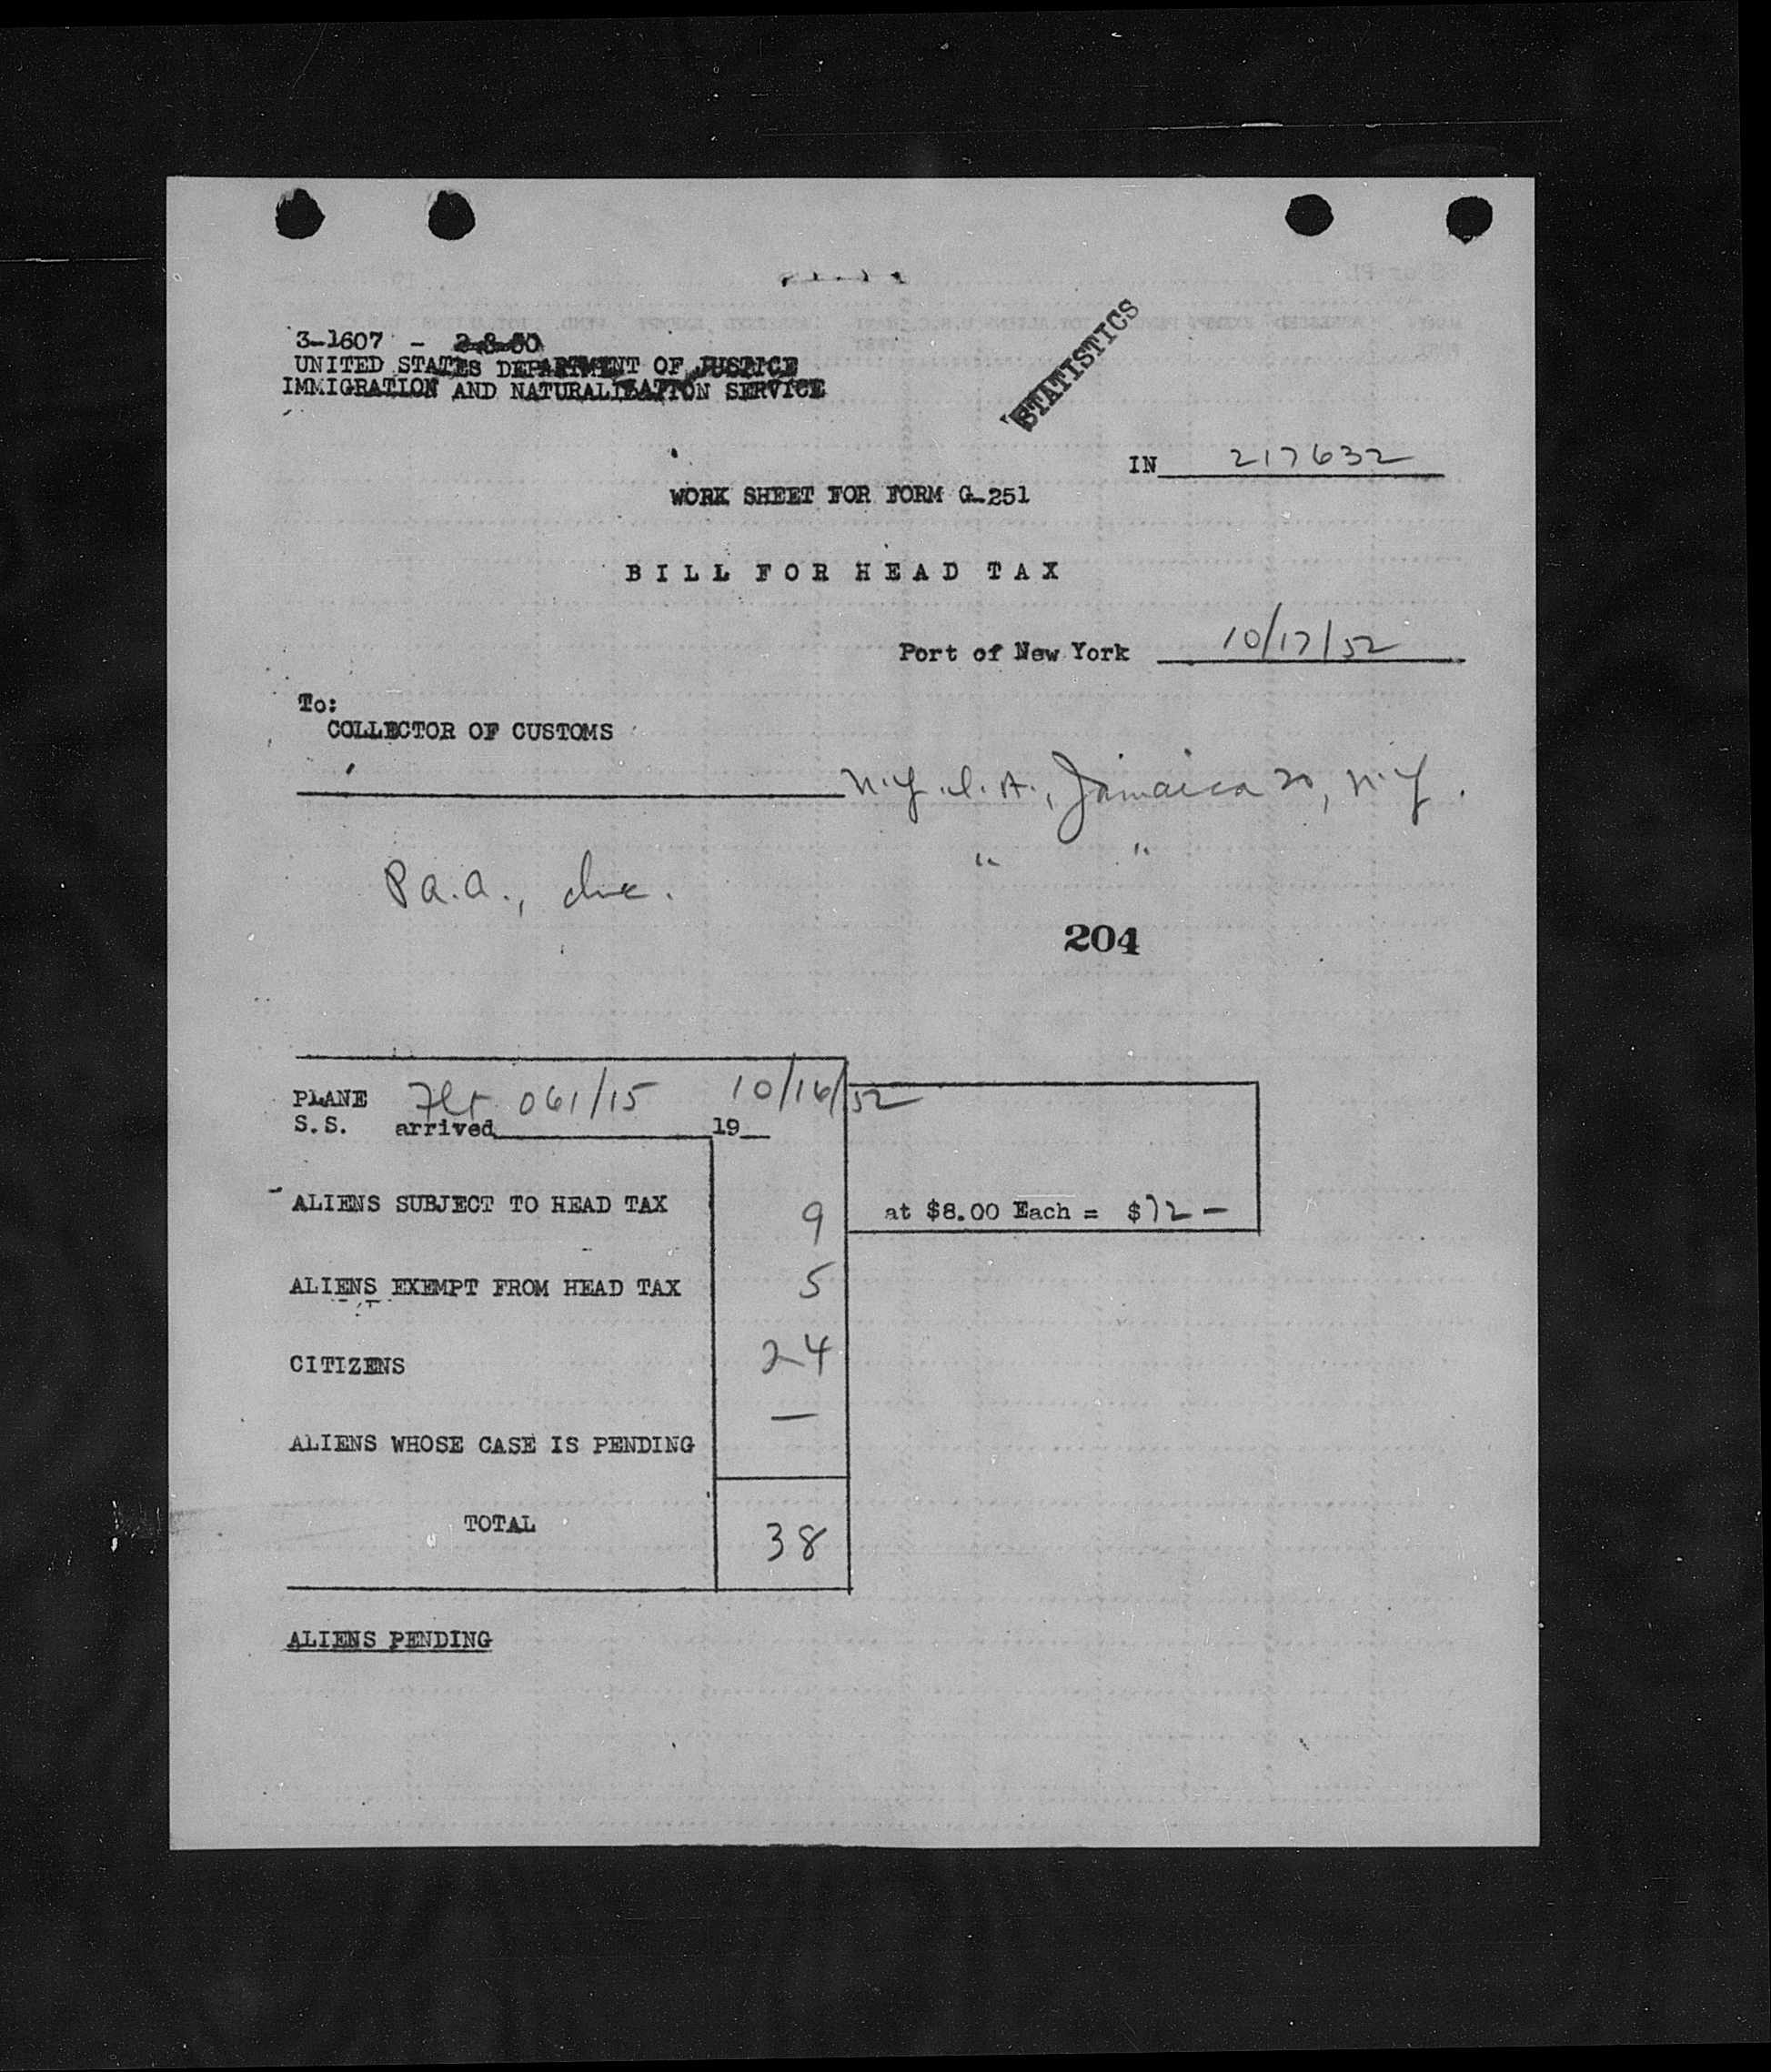 3-1607 - 2-8-50
UNITED STATES DEPARTMENT OF JUSTICE
IMMIGRATION AND NATURALIZATION SERVICE
STATISTICS
IN 217632
WORK SHEET FOR FORM G-251
BILL FOR HEAD TAX
Port of New York 10/17/52
To:
COLLECTOR OF CUSTOMS
N.Y.I.A., Jamaica 20, N.Y.
P.A.A., Inc. " "
204
PLANE Flt 061/15 10/16/52
S.S. arrived 19
ALIENS SUBJECT TO HEAD TAX 9 at $8.00 Each = $72 —
ALIENS EXEMPT FROM HEAD TAX 5
CITIZENS 24
ALIENS WHOSE CASE IS PENDING —
TOTAL 38
ALIENS PENDING